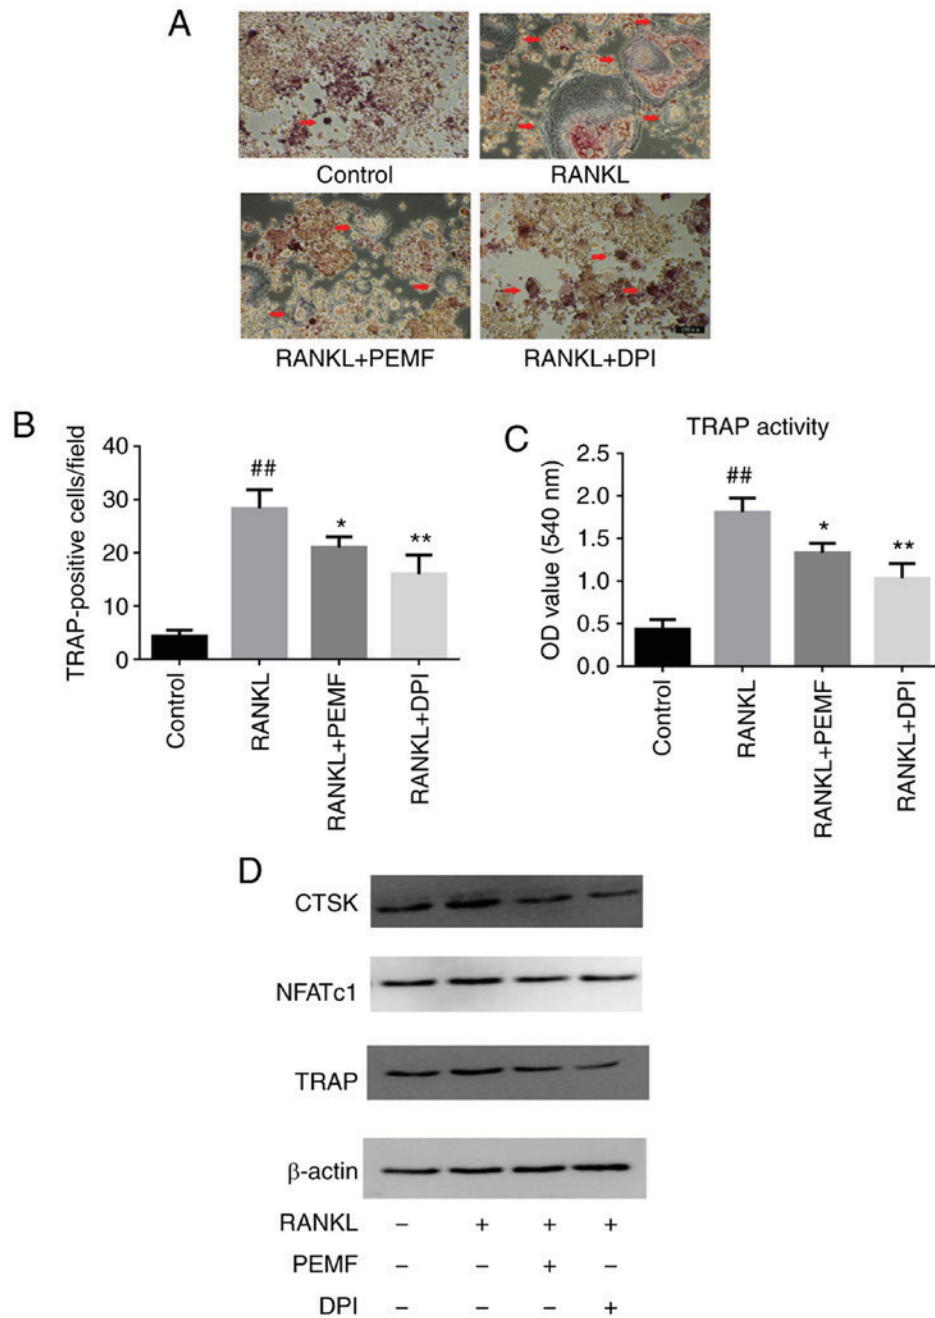 A
Control
RANKL
RANKL+PEMF
RANKL+DPI
B
TRAP-positive cells/field
40
30
20
10
0
##
*
**
Control
RANKL
RANKL+PEMF
RANKL+DPI
C
TRAP activity
OD value (540 nm)
2.5
2.0
1.5
1.0
0.5
0.0
##
*
**
Control
RANKL
RANKL+PEMF
RANKL+DPI
D
CTSK
NFATc1
TRAP
β-actin
RANKL – + + +
PEMF – – + –
DPI – – – +